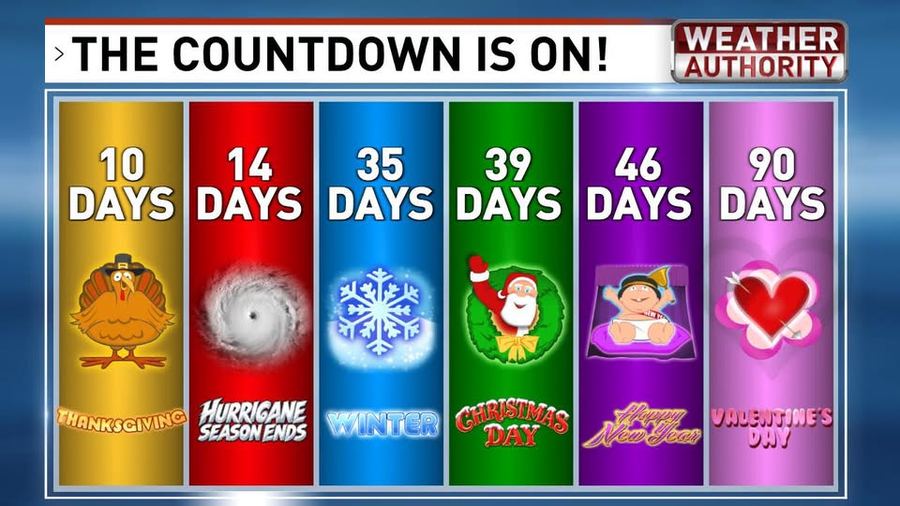 > THE COUNTDOWN IS ON!
WEATHER
AUTHORITY
10
DAYS
THANKSGIVING
14
DAYS
HURRICANE
SEASON ENDS
35
DAYS
WINTER
39
DAYS
CHRISTMAS
DAY
46
DAYS
Happy
New Year
90
DAYS
VALENTINE'S
DAY